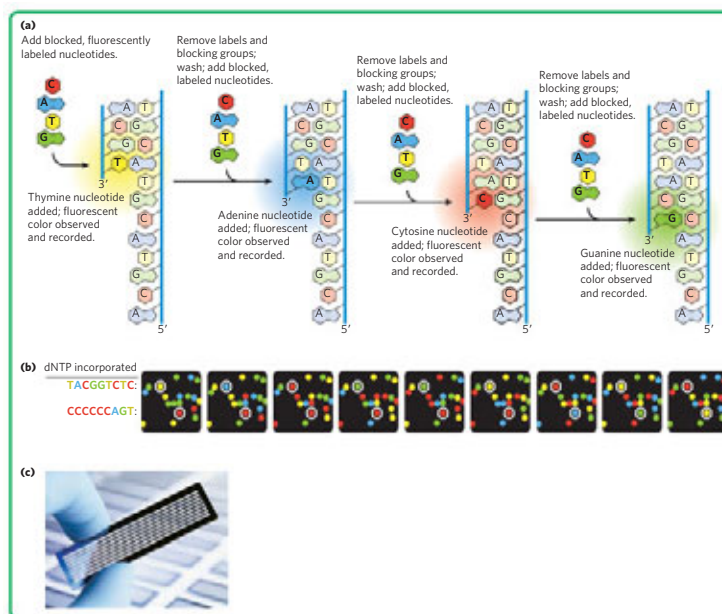 (a)
Add blocked, fluorescently
labeled nucleotides.
C
A
T
G
A T
C G
G C
T A
3′
T
G
C
A
T
G
C
A
5′
Thymine nucleotide
added; fluorescent
color observed
and recorded.
Remove labels and
blocking groups;
wash; add blocked,
labeled nucleotides.
C
A
T
G
A T
C G
G C
T A
A T
3′
G
C
A
T
G
C
A
5′
Adenine nucleotide
added; fluorescent
color observed
and recorded.
Remove labels and
blocking groups;
wash; add blocked,
labeled nucleotides.
C
A
T
G
A T
C G
G C
T A
A T
C G
3′
C
A
T
G
C
A
5′
Cytosine nucleotide
added; fluorescent
color observed
and recorded.
Remove labels and
blocking groups;
wash; add blocked,
labeled nucleotides.
C
A
T
G
A T
C G
G C
T A
A T
C G
G C
3′
A
T
G
C
A
5′
Guanine nucleotide
added; fluorescent
color observed
and recorded.
(b) dNTP incorporated
TACGGTCTC:
CCCCCCAGT:
(c)